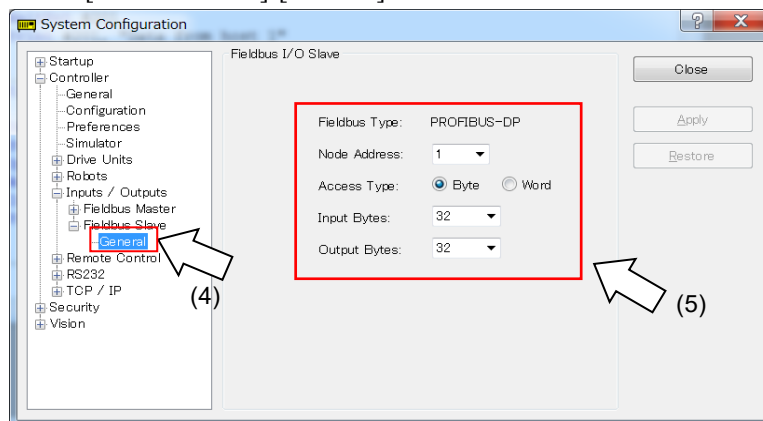 System Configuration
Startup
Controller
General
Configuration
Preferences
Simulator
Drive Units
Robots
Inputs / Outputs
Fieldbus Master
Fieldbus Slave
General
Remote Control
RS232
TCP / IP
Security
Vision
(4)
Fieldbus I/O Slave
Fieldbus Type: PROFIBUS-DP
Node Address: 1
Access Type: Byte Word
Input Bytes: 32
Output Bytes: 32
(5)
Close
Apply
Restore